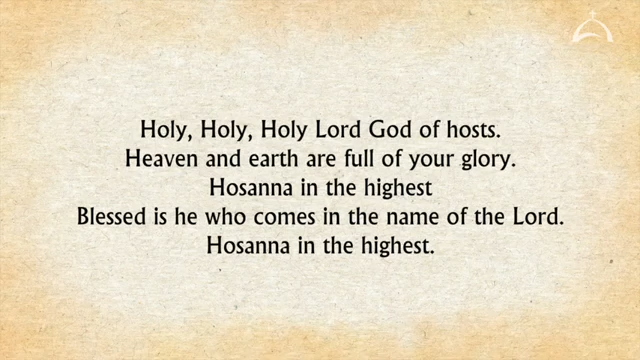 Holy, Holy, Holy Lord God of hosts.
Heaven and earth are full of your glory.
Hosanna in the highest
Blessed is he who comes in the name of the Lord.
Hosanna in the highest.